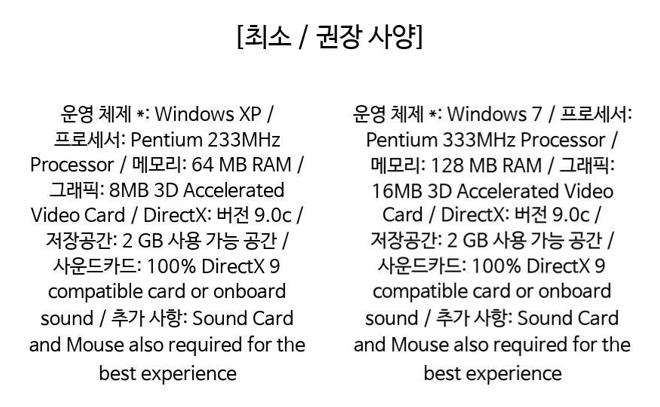 [최소 / 권장 사양]
운영 체제 *: Windows XP /
프로세서: Pentium 233MHz
Processor / 메모리: 64 MB RAM /
그래픽: 8MB 3D Accelerated
Video Card / DirectX: 버전 9.0c /
저장공간: 2 GB 사용 가능 공간 /
사운드카드: 100% DirectX 9
compatible card or onboard
sound / 추가 사항: Sound Card
and Mouse also required for the
best experience
운영 체제 *: Windows 7 / 프로세서:
Pentium 333MHz Processor /
메모리: 128 MB RAM / 그래픽:
16MB 3D Accelerated Video
Card / DirectX: 버전 9.0c /
저장공간: 2 GB 사용 가능 공간 /
사운드카드: 100% DirectX 9
compatible card or onboard
sound / 추가 사항: Sound Card
and Mouse also required for the
best experience